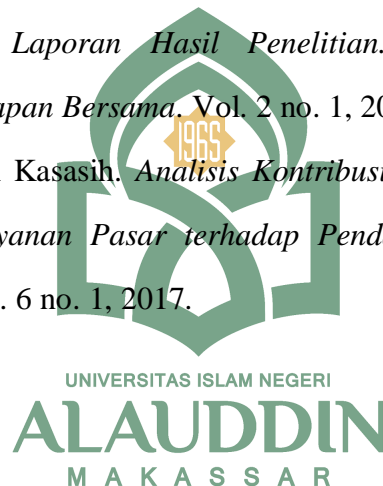 Laporan Hasil Penelitian.
apan Bersama. Vol. 2 no. 1, 20
Kasasih. Analisis Kontribusi
yanan Pasar terhadap Pend
. 6 no. 1, 2017.
1965
UNIVERSITAS ISLAM NEGERI
ALAUDDIN
MAKASSAR